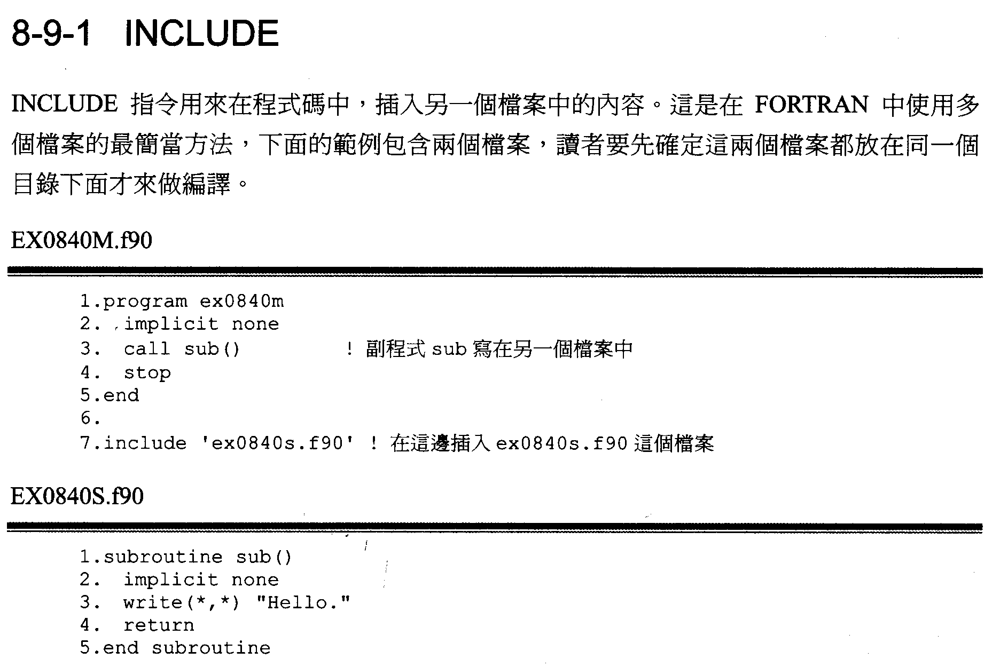 8-9-1 INCLUDE
INCLUDE 指令用來在程式碼中，插入另一個檔案中的內容。這是在 FORTRAN 中使用多
個檔案的最簡當方法，下面的範例包含兩個檔案，讀者要先確定這兩個檔案都放在同一個
目錄下面才來做編譯。
EX0840M.f90
1.program ex0840m
2.  implicit none
3.  call sub()         ! 副程式 sub 寫在另一個檔案中
4.  stop
5.end
6.
7.include 'ex0840s.f90' ! 在這邊插入 ex0840s.f90 這個檔案
EX0840S.f90
1.subroutine sub()
2.  implicit none
3.  write(*,*) "Hello."
4.  return
5.end subroutine